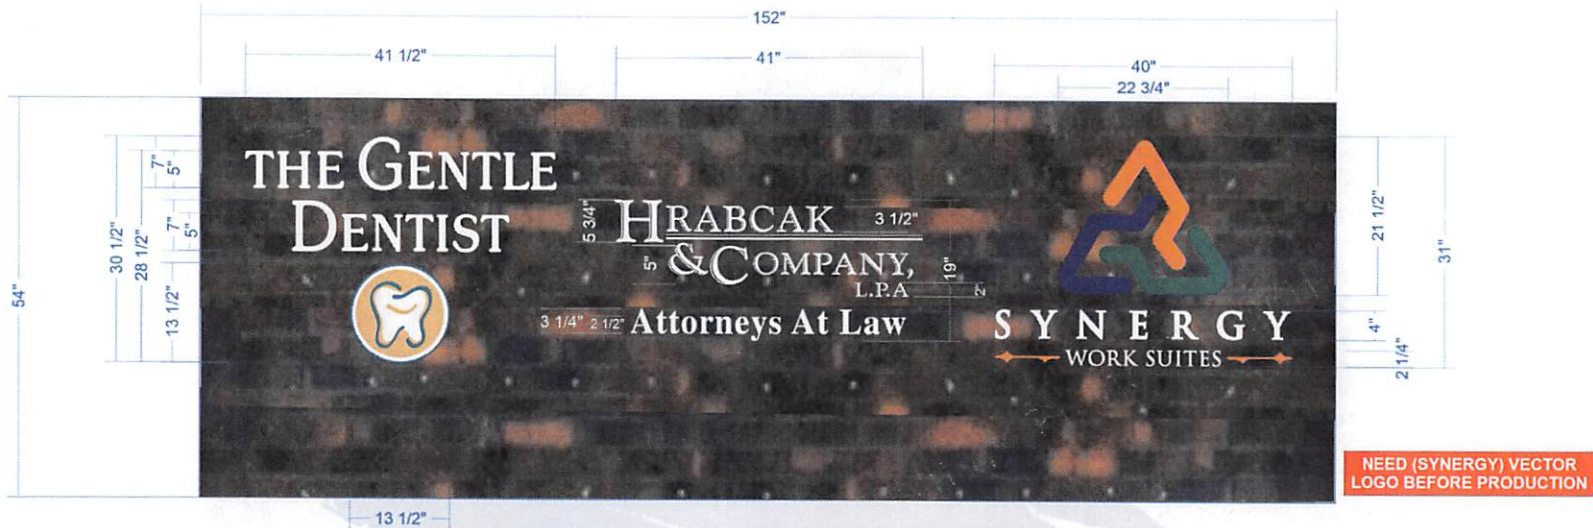 152"
41 1/2"
41"
40"
22 3/4"
54"
30 1/2"
28 1/2"
7"
5"
7"
5"
13 1/2"
THE GENTLE
DENTIST
5 3/4"
HRABCAK
3 1/2"
5"
&COMPANY,
19"
L.P.A
2"
3 1/4"
2 1/2"
Attorneys At Law
SYNERGY
WORK SUITES
21 1/2"
31"
4"
2 1/4"
13 1/2"
NEED (SYNERGY) VECTOR
LOGO BEFORE PRODUCTION